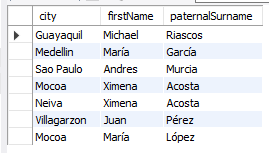 city firstName paternalSurname
Guayaquil Michael Riascos
Medellin María García
Sao Paulo Andres Murcia
Mocoa Ximena Acosta
Neiva Ximena Acosta
Villagarzon Juan Pérez
Mocoa María López